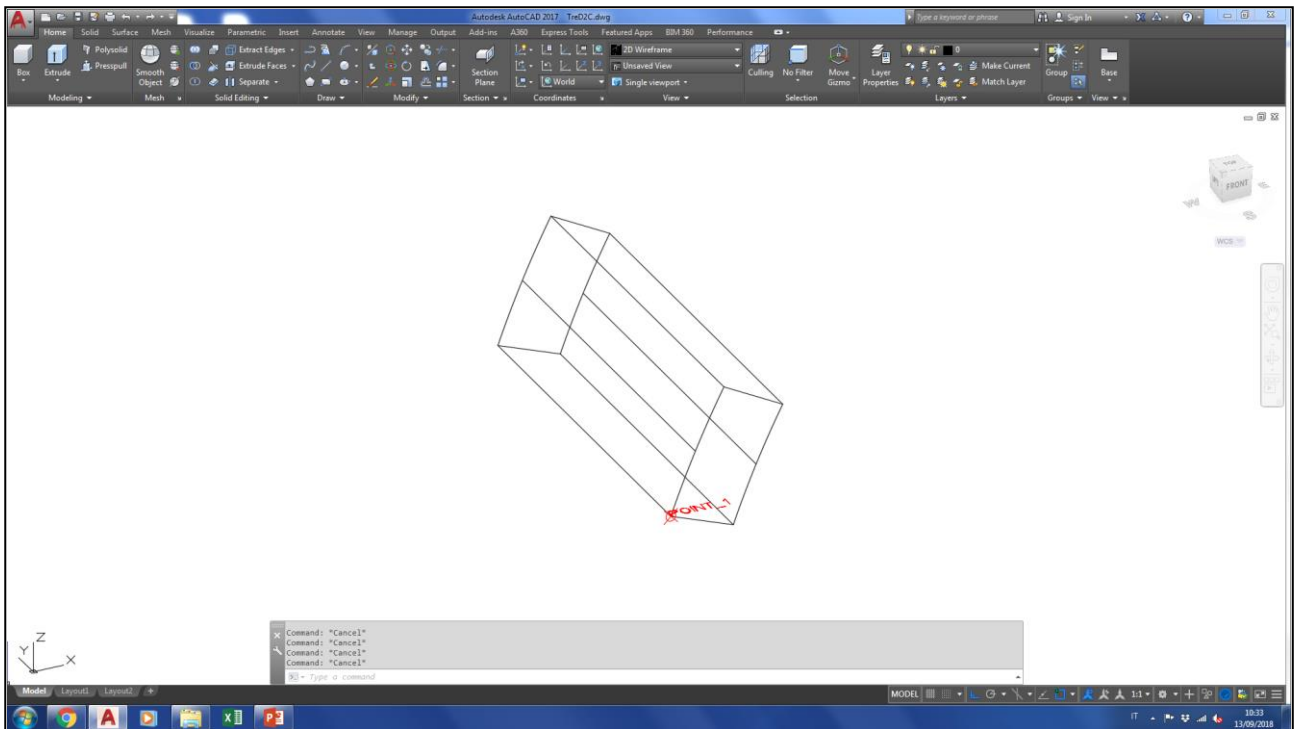 Autodesk AutoCAD 2017 TreD2C.dwg
Type a keyword or phrase
Sign In
Home Solid Surface Mesh Visualize Parametric Insert Annotate View Manage Output Add-ins A360 Express Tools Featured Apps BIM 360 Performance
Box
Extrude
Polysolid
Presspull
Smooth Object
Extract Edges
Extrude Faces
Separate
Section Plane
World
2D Wireframe
Unsaved View
Single viewport
Culling
No Filter
Move Gizmo
Layer Properties
0
Make Current
Match Layer
Group
Base
Modeling Mesh Solid Editing Draw Modify Section Coordinates View Selection Layers Groups View
FRONT
WCS
POINT_1
Z
Y
X
Command: *Cancel*
Command: *Cancel*
Command: *Cancel*
Command: *Cancel*
Type a command
Model Layout1 Layout2 +
MODEL
1:1
IT
10:33
13/09/2018